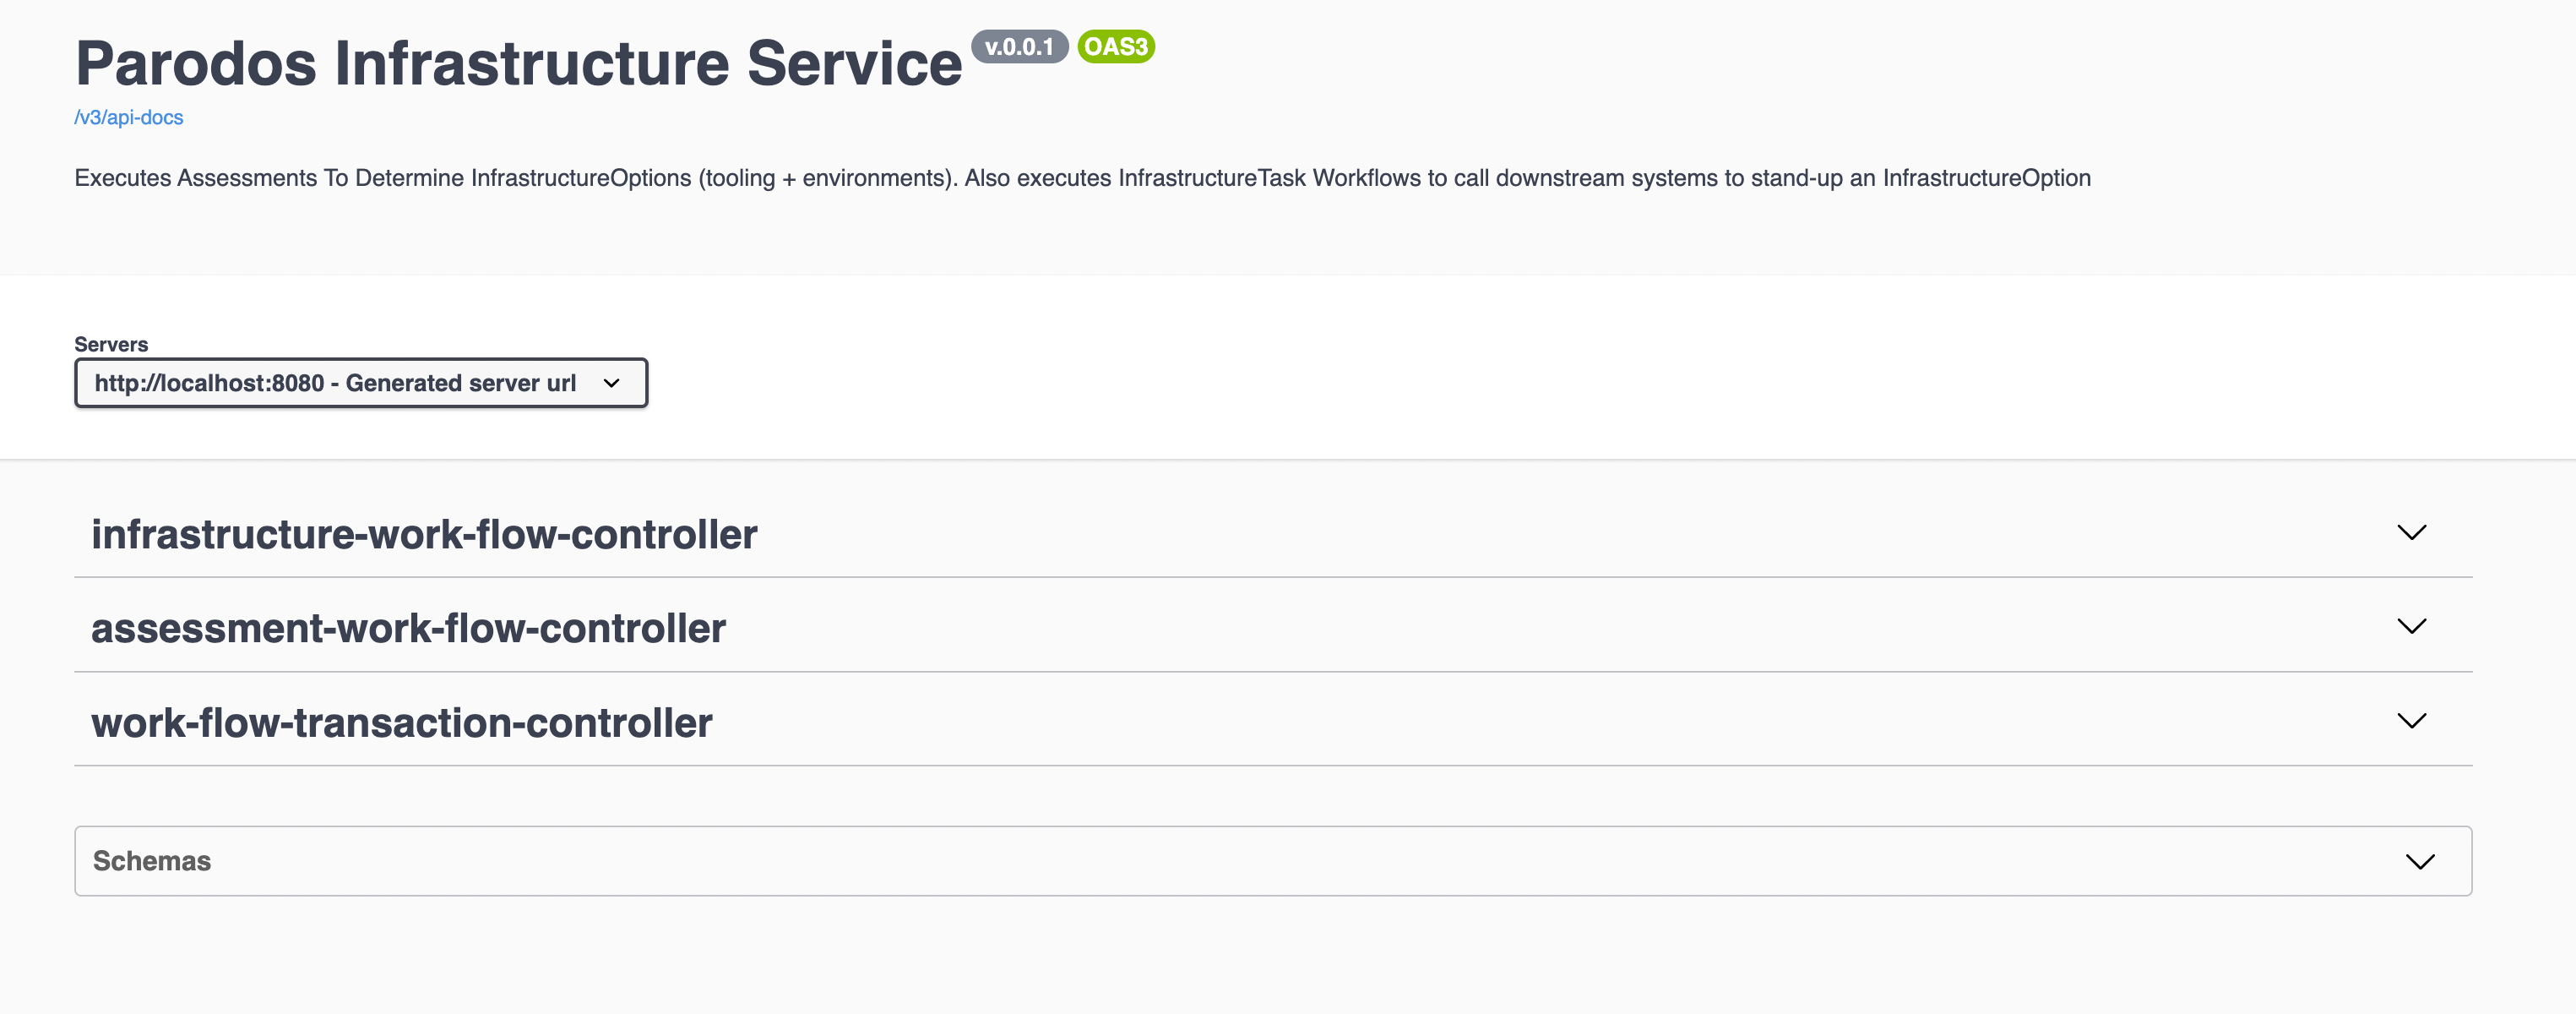 Parodos Infrastructure Service v.0.0.1 OAS3
/v3/api-docs
Executes Assessments To Determine InfrastructureOptions (tooling + environments). Also executes InfrastructureTask Workflows to call downstream systems to stand-up an InfrastructureOption
Servers
http://localhost:8080 - Generated server url
infrastructure-work-flow-controller
assessment-work-flow-controller
work-flow-transaction-controller
Schemas